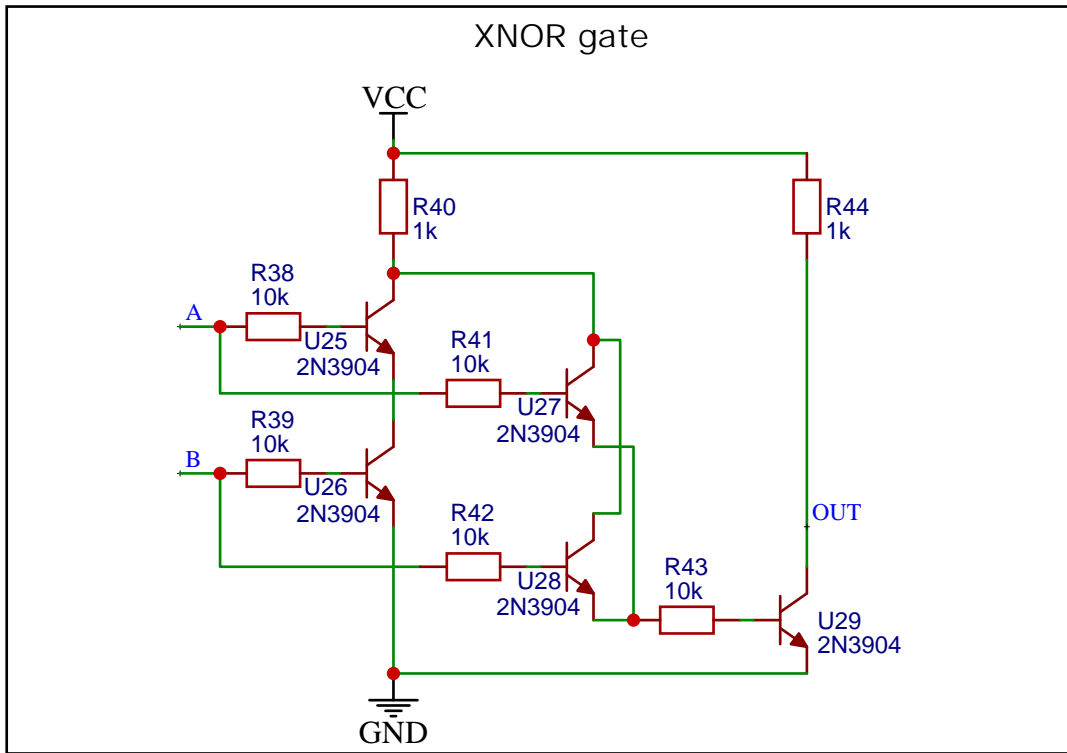 XNOR gate
VCC
R40
1k
R44
1k
R38
10k
A
U25
2N3904
R41
10k
U27
2N3904
R39
10k
B
U26
2N3904
R42
10k
U28
2N3904
OUT
R43
10k
U29
2N3904
GND